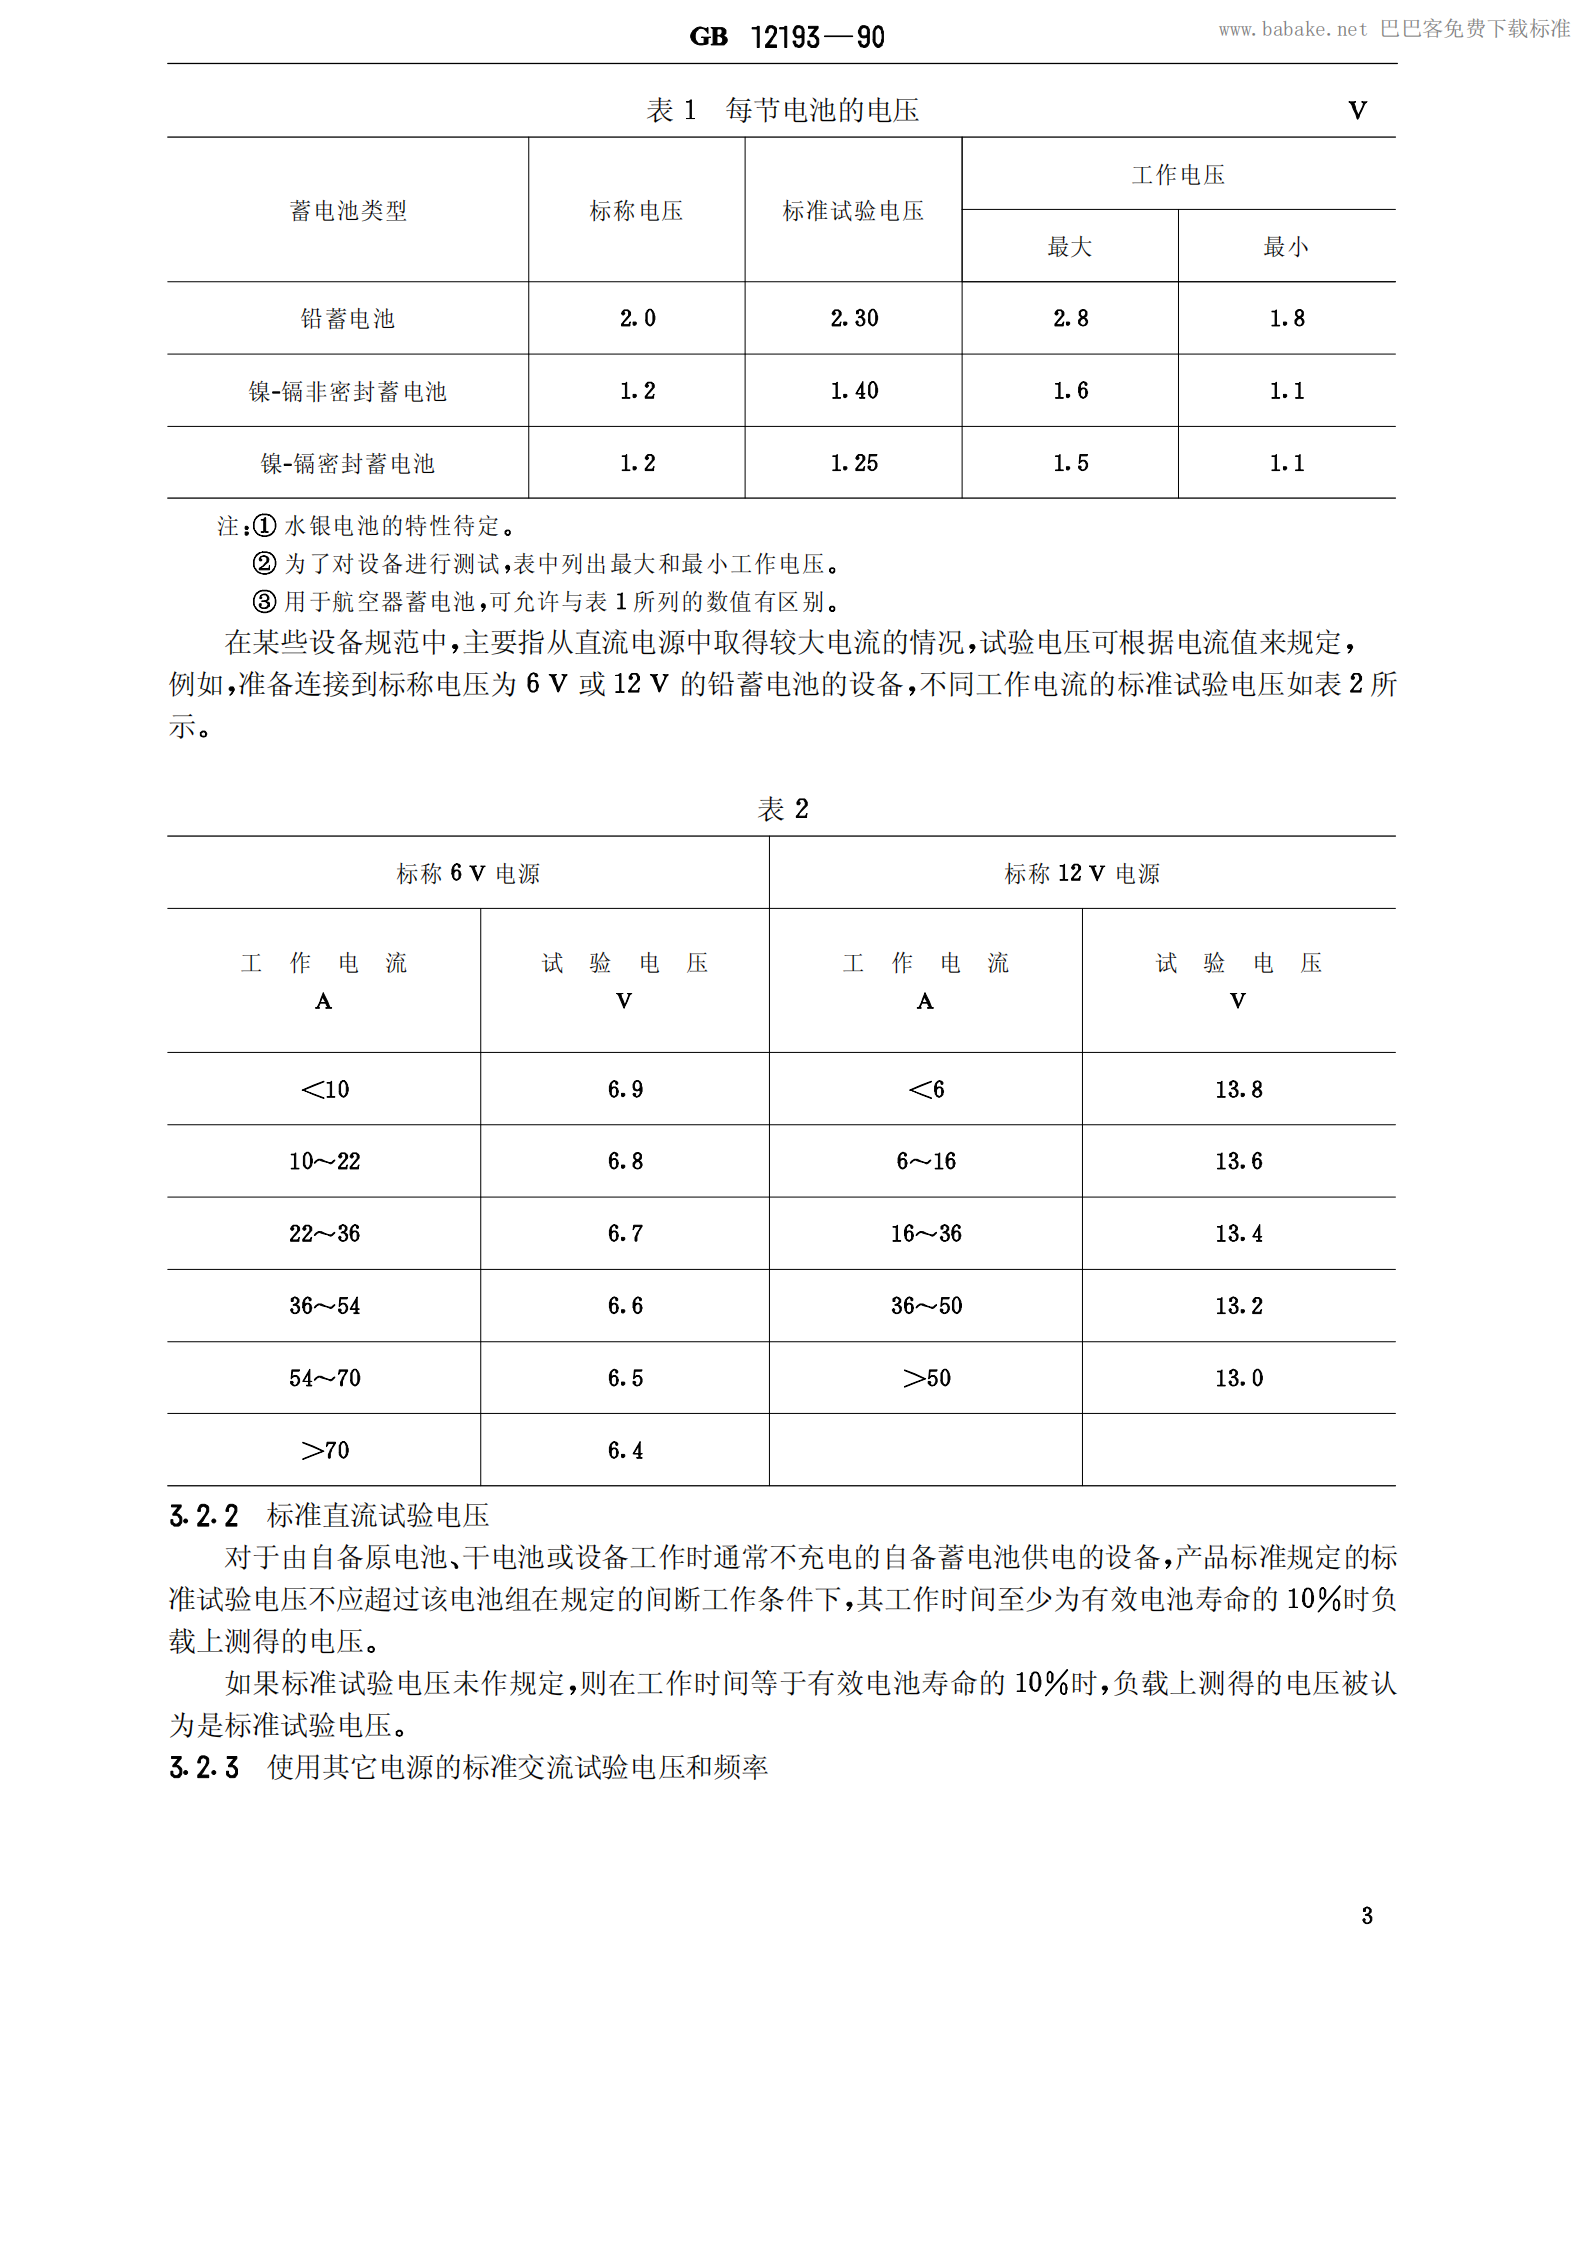 GB 12193—90
www.babake.net 巴巴客免费下载标准
表 1 每节电池的电压 V
蓄电池类型 标称电压 标准试验电压 工作电压
最大 最小
铅蓄电池 2.0 2.30 2.8 1.8
镍-镉非密封蓄电池 1.2 1.40 1.6 1.1
镍-镉密封蓄电池 1.2 1.25 1.5 1.1
注:① 水银电池的特性待定。
② 为了对设备进行测试,表中列出最大和最小工作电压。
③ 用于航空器蓄电池,可允许与表 1 所列的数值有区别。
在某些设备规范中,主要指从直流电源中取得较大电流的情况,试验电压可根据电流值来规定,
例如,准备连接到标称电压为 6 V 或 12 V 的铅蓄电池的设备,不同工作电流的标准试验电压如表 2 所
示。
表 2
标称 6 V 电源 标称 12 V 电源
工作电流 试验电压 工作电流 试验电压
A V A V
<10 6.9 <6 13.8
10~22 6.8 6~16 13.6
22~36 6.7 16~36 13.4
36~54 6.6 36~50 13.2
54~70 6.5 >50 13.0
>70 6.4
3.2.2 标准直流试验电压
对于由自备原电池、干电池或设备工作时通常不充电的自备蓄电池供电的设备,产品标准规定的标
准试验电压不应超过该电池组在规定的间断工作条件下,其工作时间至少为有效电池寿命的 10%时负
载上测得的电压。
如果标准试验电压未作规定,则在工作时间等于有效电池寿命的 10%时,负载上测得的电压被认
为是标准试验电压。
3.2.3 使用其它电源的标准交流试验电压和频率
3